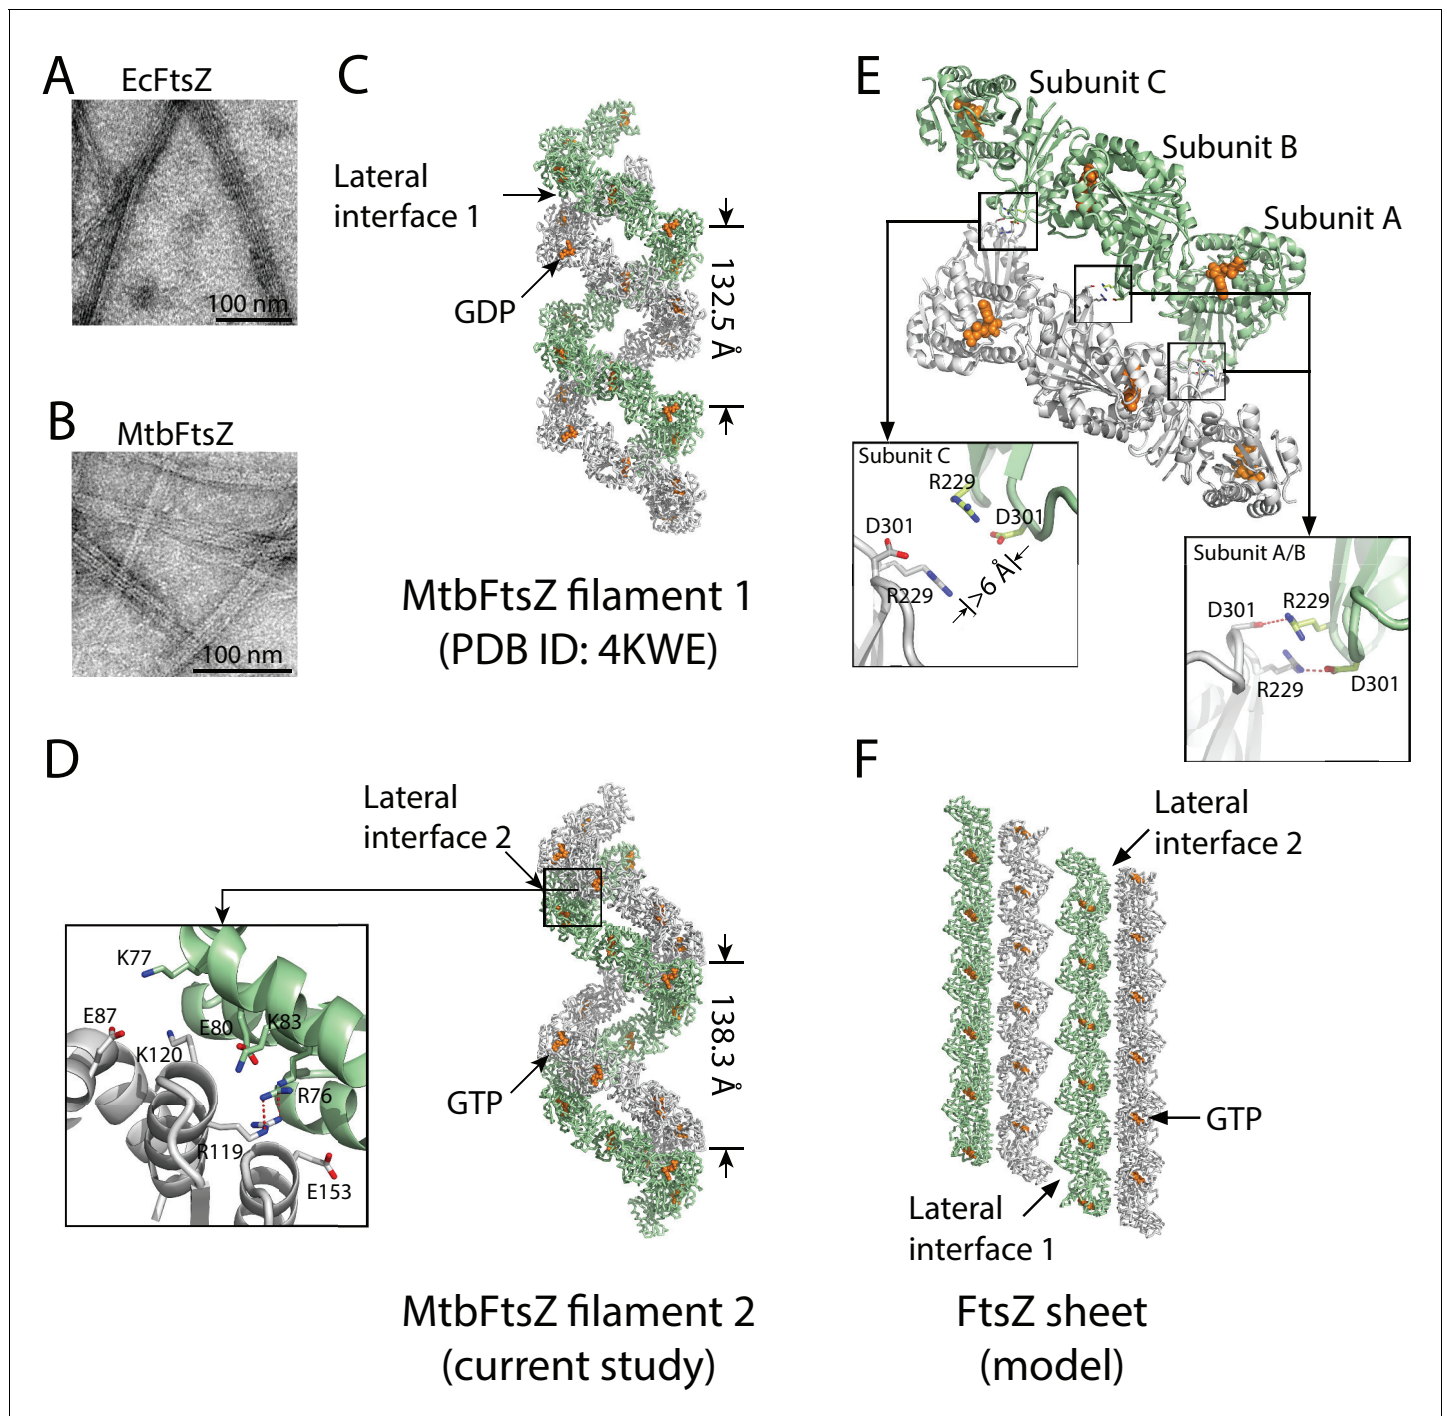 A
EcFtsZ
100 nm
B
MtbFtsZ
100 nm
C
Lateral
interface 1
GDP
132.5 Å
MtbFtsZ filament 1
(PDB ID: 4KWE)
D
Lateral
interface 2
K77
E87
E80
K83
K120
R76
R119
E153
GTP
138.3 Å
MtbFtsZ filament 2
(current study)
E
Subunit C
Subunit B
Subunit A
Subunit C
R229
D301
D301
R229
>6 Å
Subunit A/B
D301
R229
R229
D301
F
Lateral
interface 2
GTP
Lateral
interface 1
FtsZ sheet
(model)